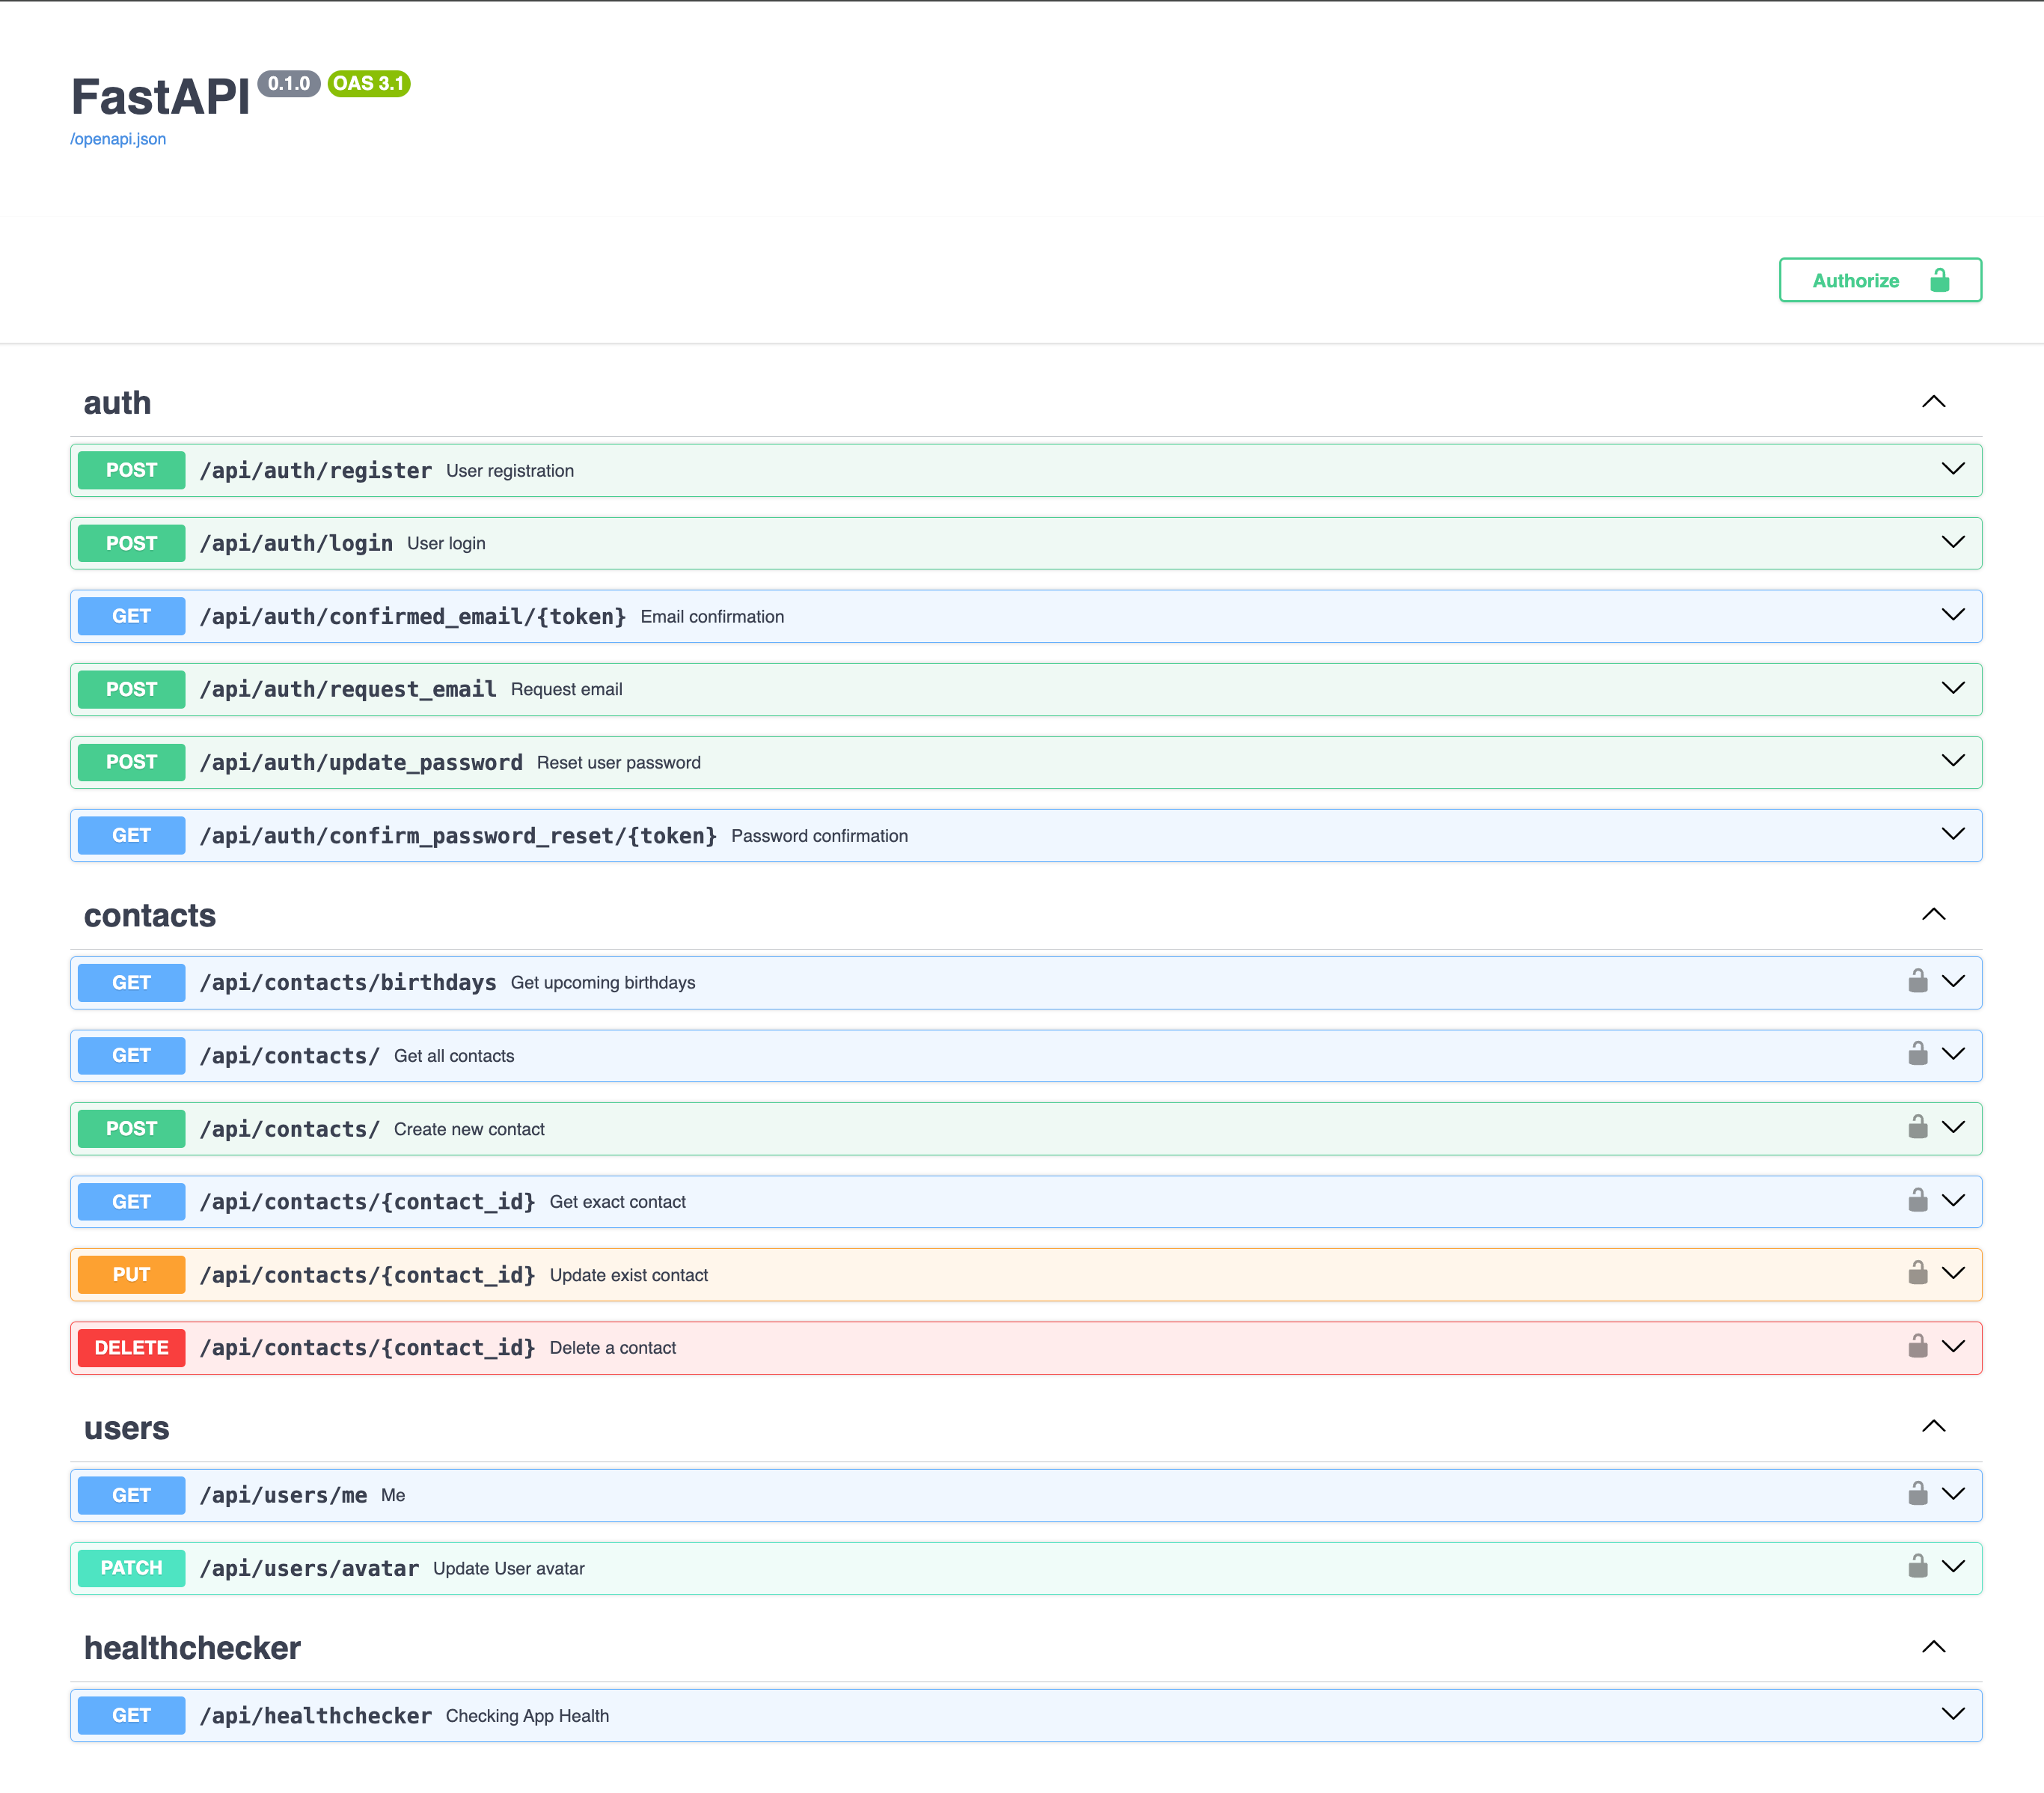 FastAPI 0.1.0 OAS 3.1
/openapi.json
Authorize
auth
POST /api/auth/register User registration
POST /api/auth/login User login
GET /api/auth/confirmed_email/{token} Email confirmation
POST /api/auth/request_email Request email
POST /api/auth/update_password Reset user password
GET /api/auth/confirm_password_reset/{token} Password confirmation
contacts
GET /api/contacts/birthdays Get upcoming birthdays
GET /api/contacts/ Get all contacts
POST /api/contacts/ Create new contact
GET /api/contacts/{contact_id} Get exact contact
PUT /api/contacts/{contact_id} Update exist contact
DELETE /api/contacts/{contact_id} Delete a contact
users
GET /api/users/me Me
PATCH /api/users/avatar Update User avatar
healthchecker
GET /api/healthchecker Checking App Health